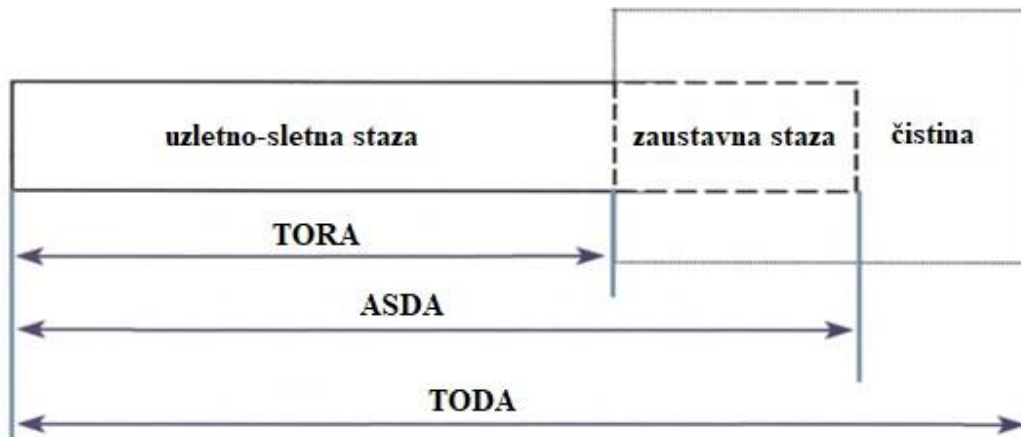 uzletno-sletna staza
zaustavna staza
čistina
TORA
ASDA
TODA